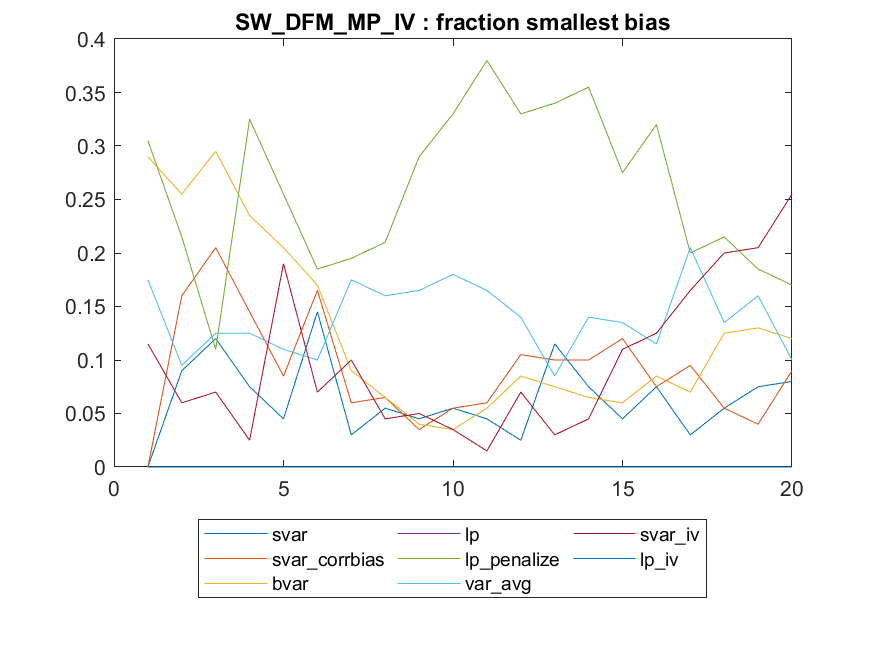 SW_DFM_MP_IV : fraction smallest bias
0.4
0.35
0.3
0.25
0.2
0.15
0.1
0.05
0
0 5 10 15 20
svar lp svar_iv
svar_corrbias lp_penalize lp_iv
bvar var_avg